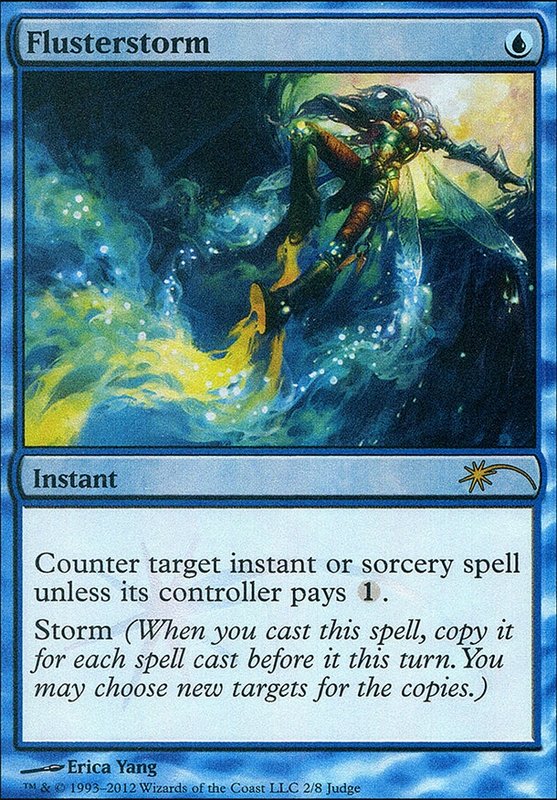 Flusterstorm
Instant
Counter target instant or sorcery spell
unless its controller pays 1.
Storm (When you cast this spell, copy it
for each spell cast before it this turn. You
may choose new targets for the copies.)
Erica Yang
™ & © 1993–2012 Wizards of the Coast LLC 2/8 Judge